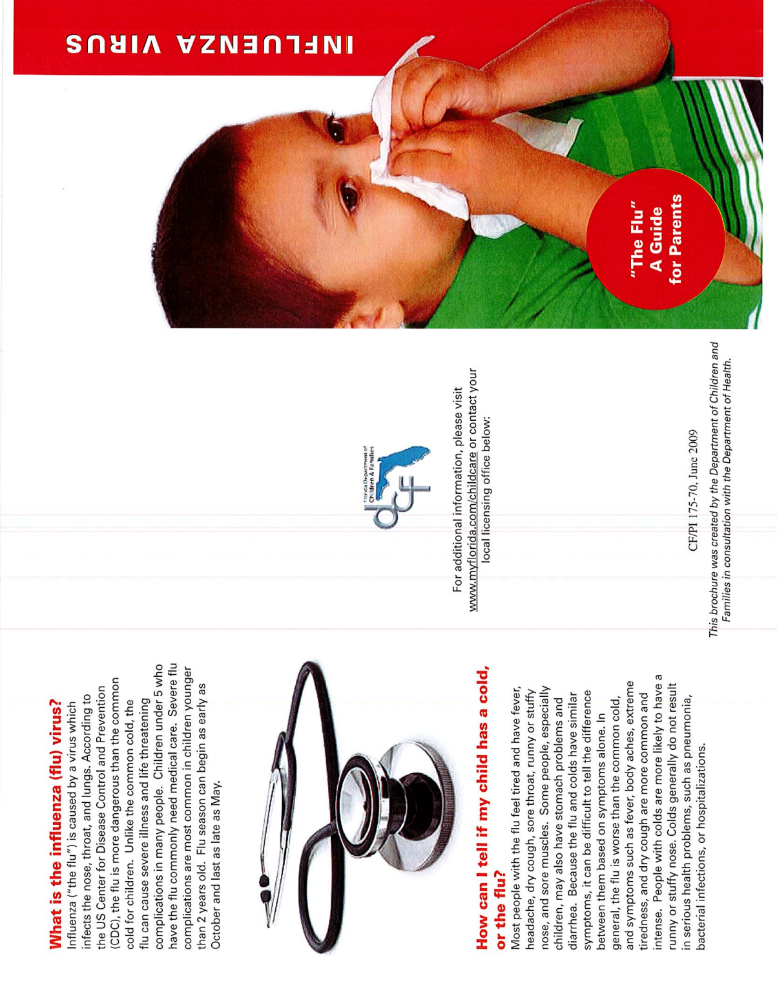 What is the influenza (flu) virus?
Influenza (“the flu”) is caused by a virus which
infects the nose, throat, and lungs. According to
the US Center for Disease Control and Prevention
(CDC), the flu is more dangerous than the common
cold for children.  Unlike the common cold, the
flu can cause severe illness and life threatening
complications in many people.  Children under 5 who
have the flu commonly need medical care.  Severe flu
complications are most common in children younger
than 2 years old.  Flu season can begin as early as
October and last as late as May.
How can I tell if my child has a cold,
or the flu?
Most people with the flu feel tired and have fever,
headache, dry cough, sore throat, runny or stuffy
nose, and sore muscles.  Some people, especially
children, may also have stomach problems and
diarrhea.  Because the flu and colds have similar
symptoms, it can be difficult to tell the difference
between them based on symptoms alone. In
general, the flu is worse than the common cold,
and symptoms such as fever, body aches, extreme
tiredness, and dry cough are more common and
intense.  People with colds are more likely to have a
runny or stuffy nose. Colds generally do not result
in serious health problems, such as pneumonia,
bacterial infections, or hospitalizations.
Florida Department of
Children & Families
dcf
For additional information, please visit
www.myflorida.com/childcare or contact your
local licensing office below:
CF/PI 175-70, June 2009
This brochure was created by the Department of Children and
Families in consultation with the Department of Health.
INFLUENZA VIRUS
“The Flu”
A Guide
for Parents